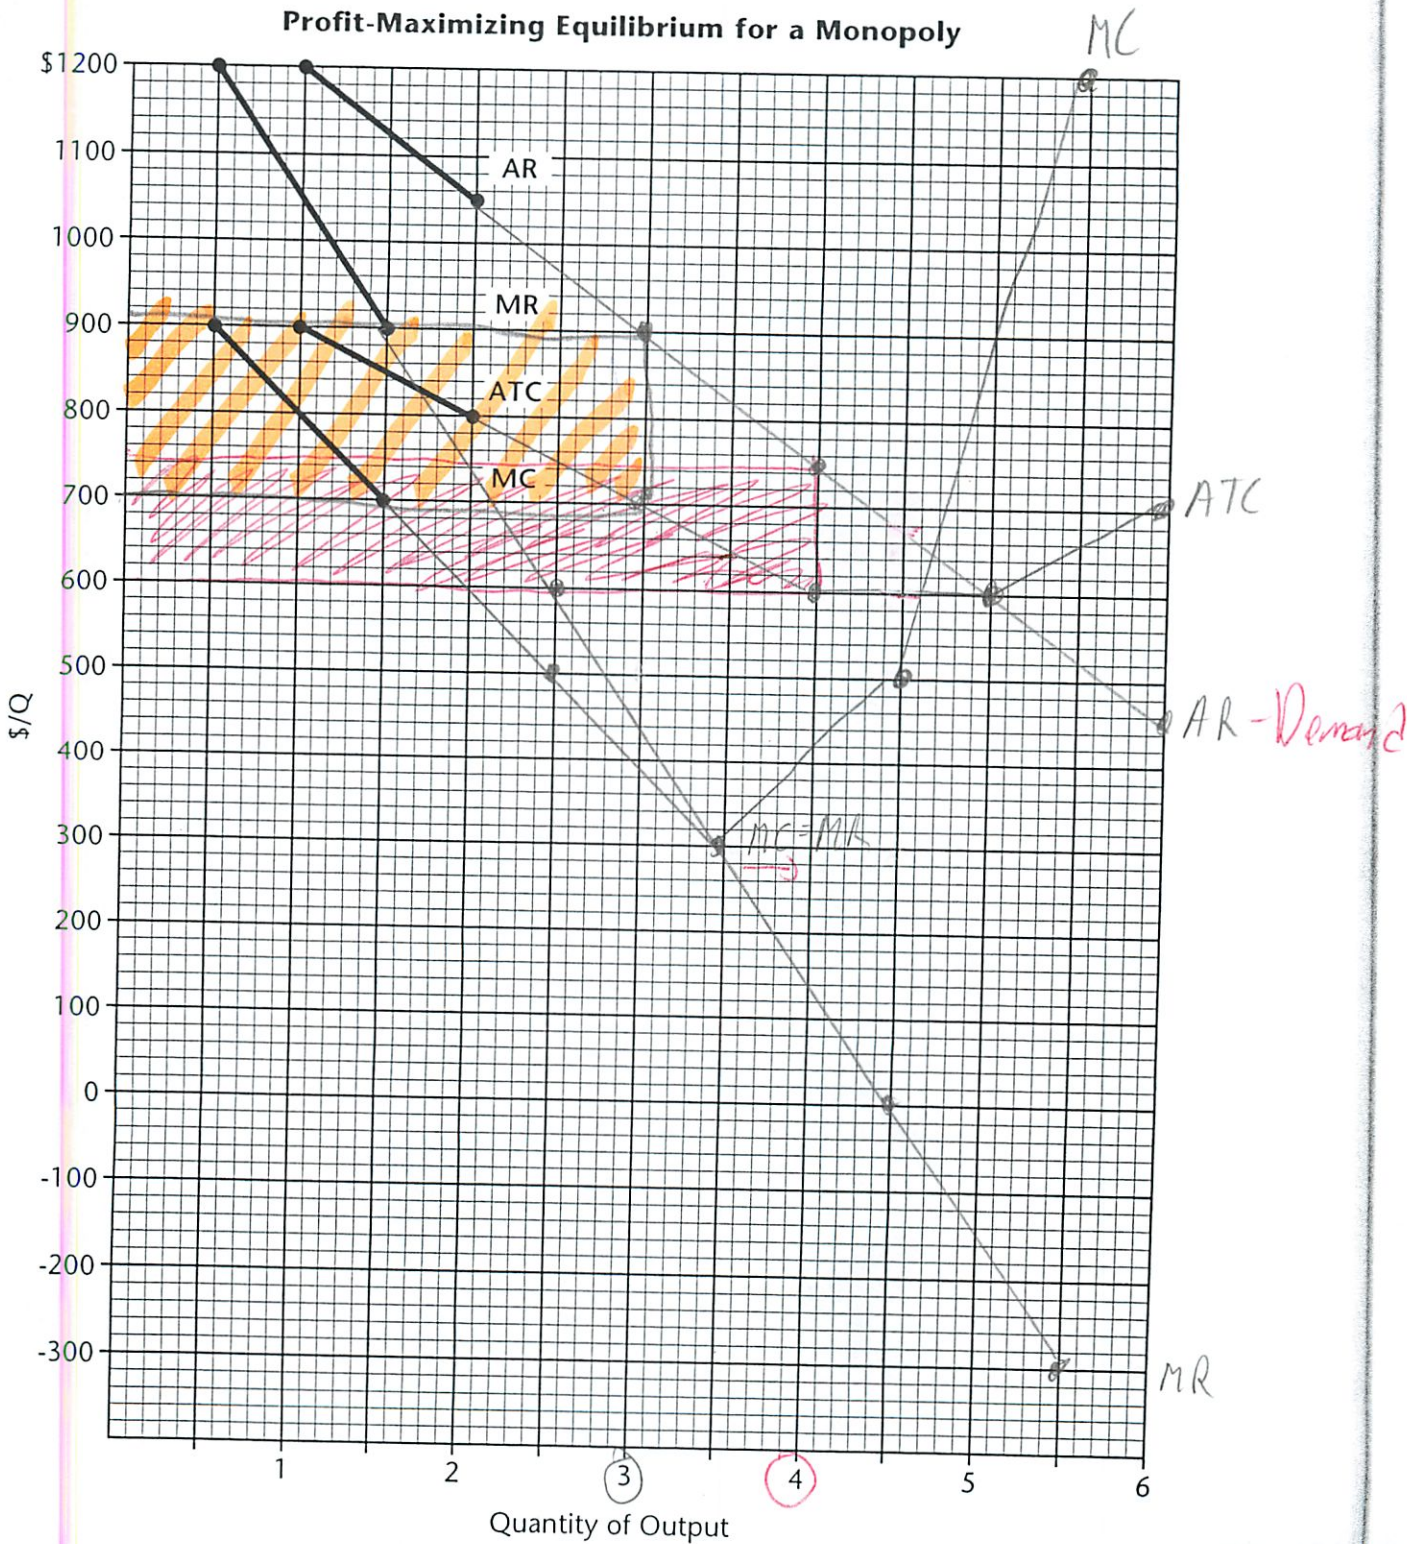 Profit-Maximizing Equilibrium for a Monopoly
MC
$1200
1100
AR
1000
MR
900
ATC
800
MC
700
ATC
600
500
$/Q
AR - Demand
400
300
MC = MR
200
100
0
-100
-200
-300
MR
1 2 3 4 5 6
Quantity of Output